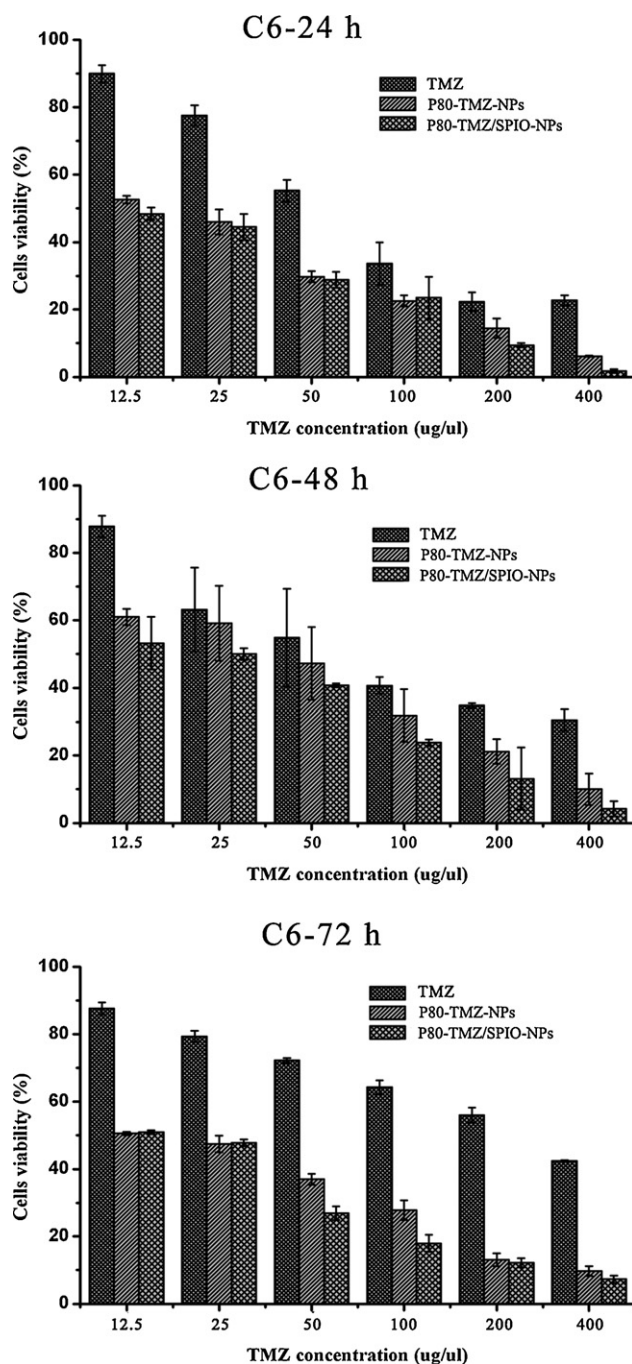 C6-24 h
100
80
60
40
20
0
Cells viability (%)
TMZ
P80-TMZ-NPs
P80-TMZ/SPIO-NPs
12.5 25 50 100 200 400
TMZ concentration (ug/ul)
C6-48 h
100
80
60
40
20
0
Cells viability (%)
TMZ
P80-TMZ-NPs
P80-TMZ/SPIO-NPs
12.5 25 50 100 200 400
TMZ concentration (ug/ul)
C6-72 h
100
80
60
40
20
0
Cells viability (%)
TMZ
P80-TMZ-NPs
P80-TMZ/SPIO-NPs
12.5 25 50 100 200 400
TMZ concentration (ug/ul)